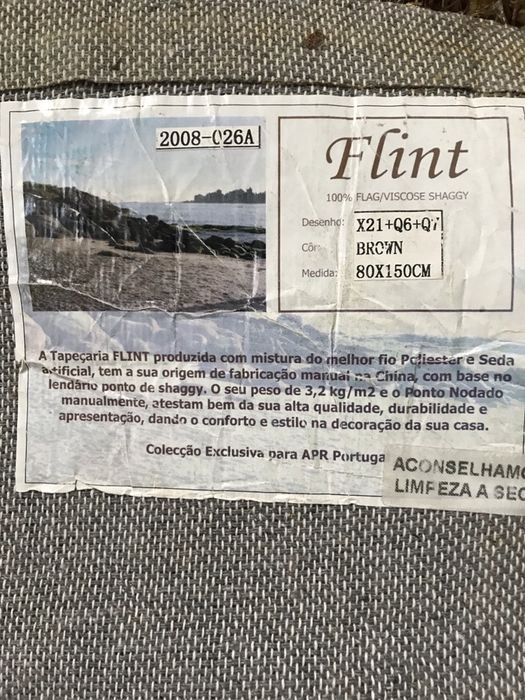 2008-026A
Flint
100% FLAG/VISCOSE SHAGGY
Desenho: X21+Q6+Q7
Côr: BROWN
Medida: 80X150CM
A Tapeçaria FLINT produzida com mistura do melhor fio Poliester e Seda
artificial, tem a sua origem de fabricação manual na China, com base no
lendário ponto de shaggy. O seu peso de 3,2 kg/m2 e o Ponto Nodado
manualmente, atestam bem da sua alta qualidade, durabilidade e
apresentação, dando o conforto e estilo na decoração da sua casa.
Colecção Exclusiva para APR Portuga
ACONSELHAMO
LIMPEZA A SEC